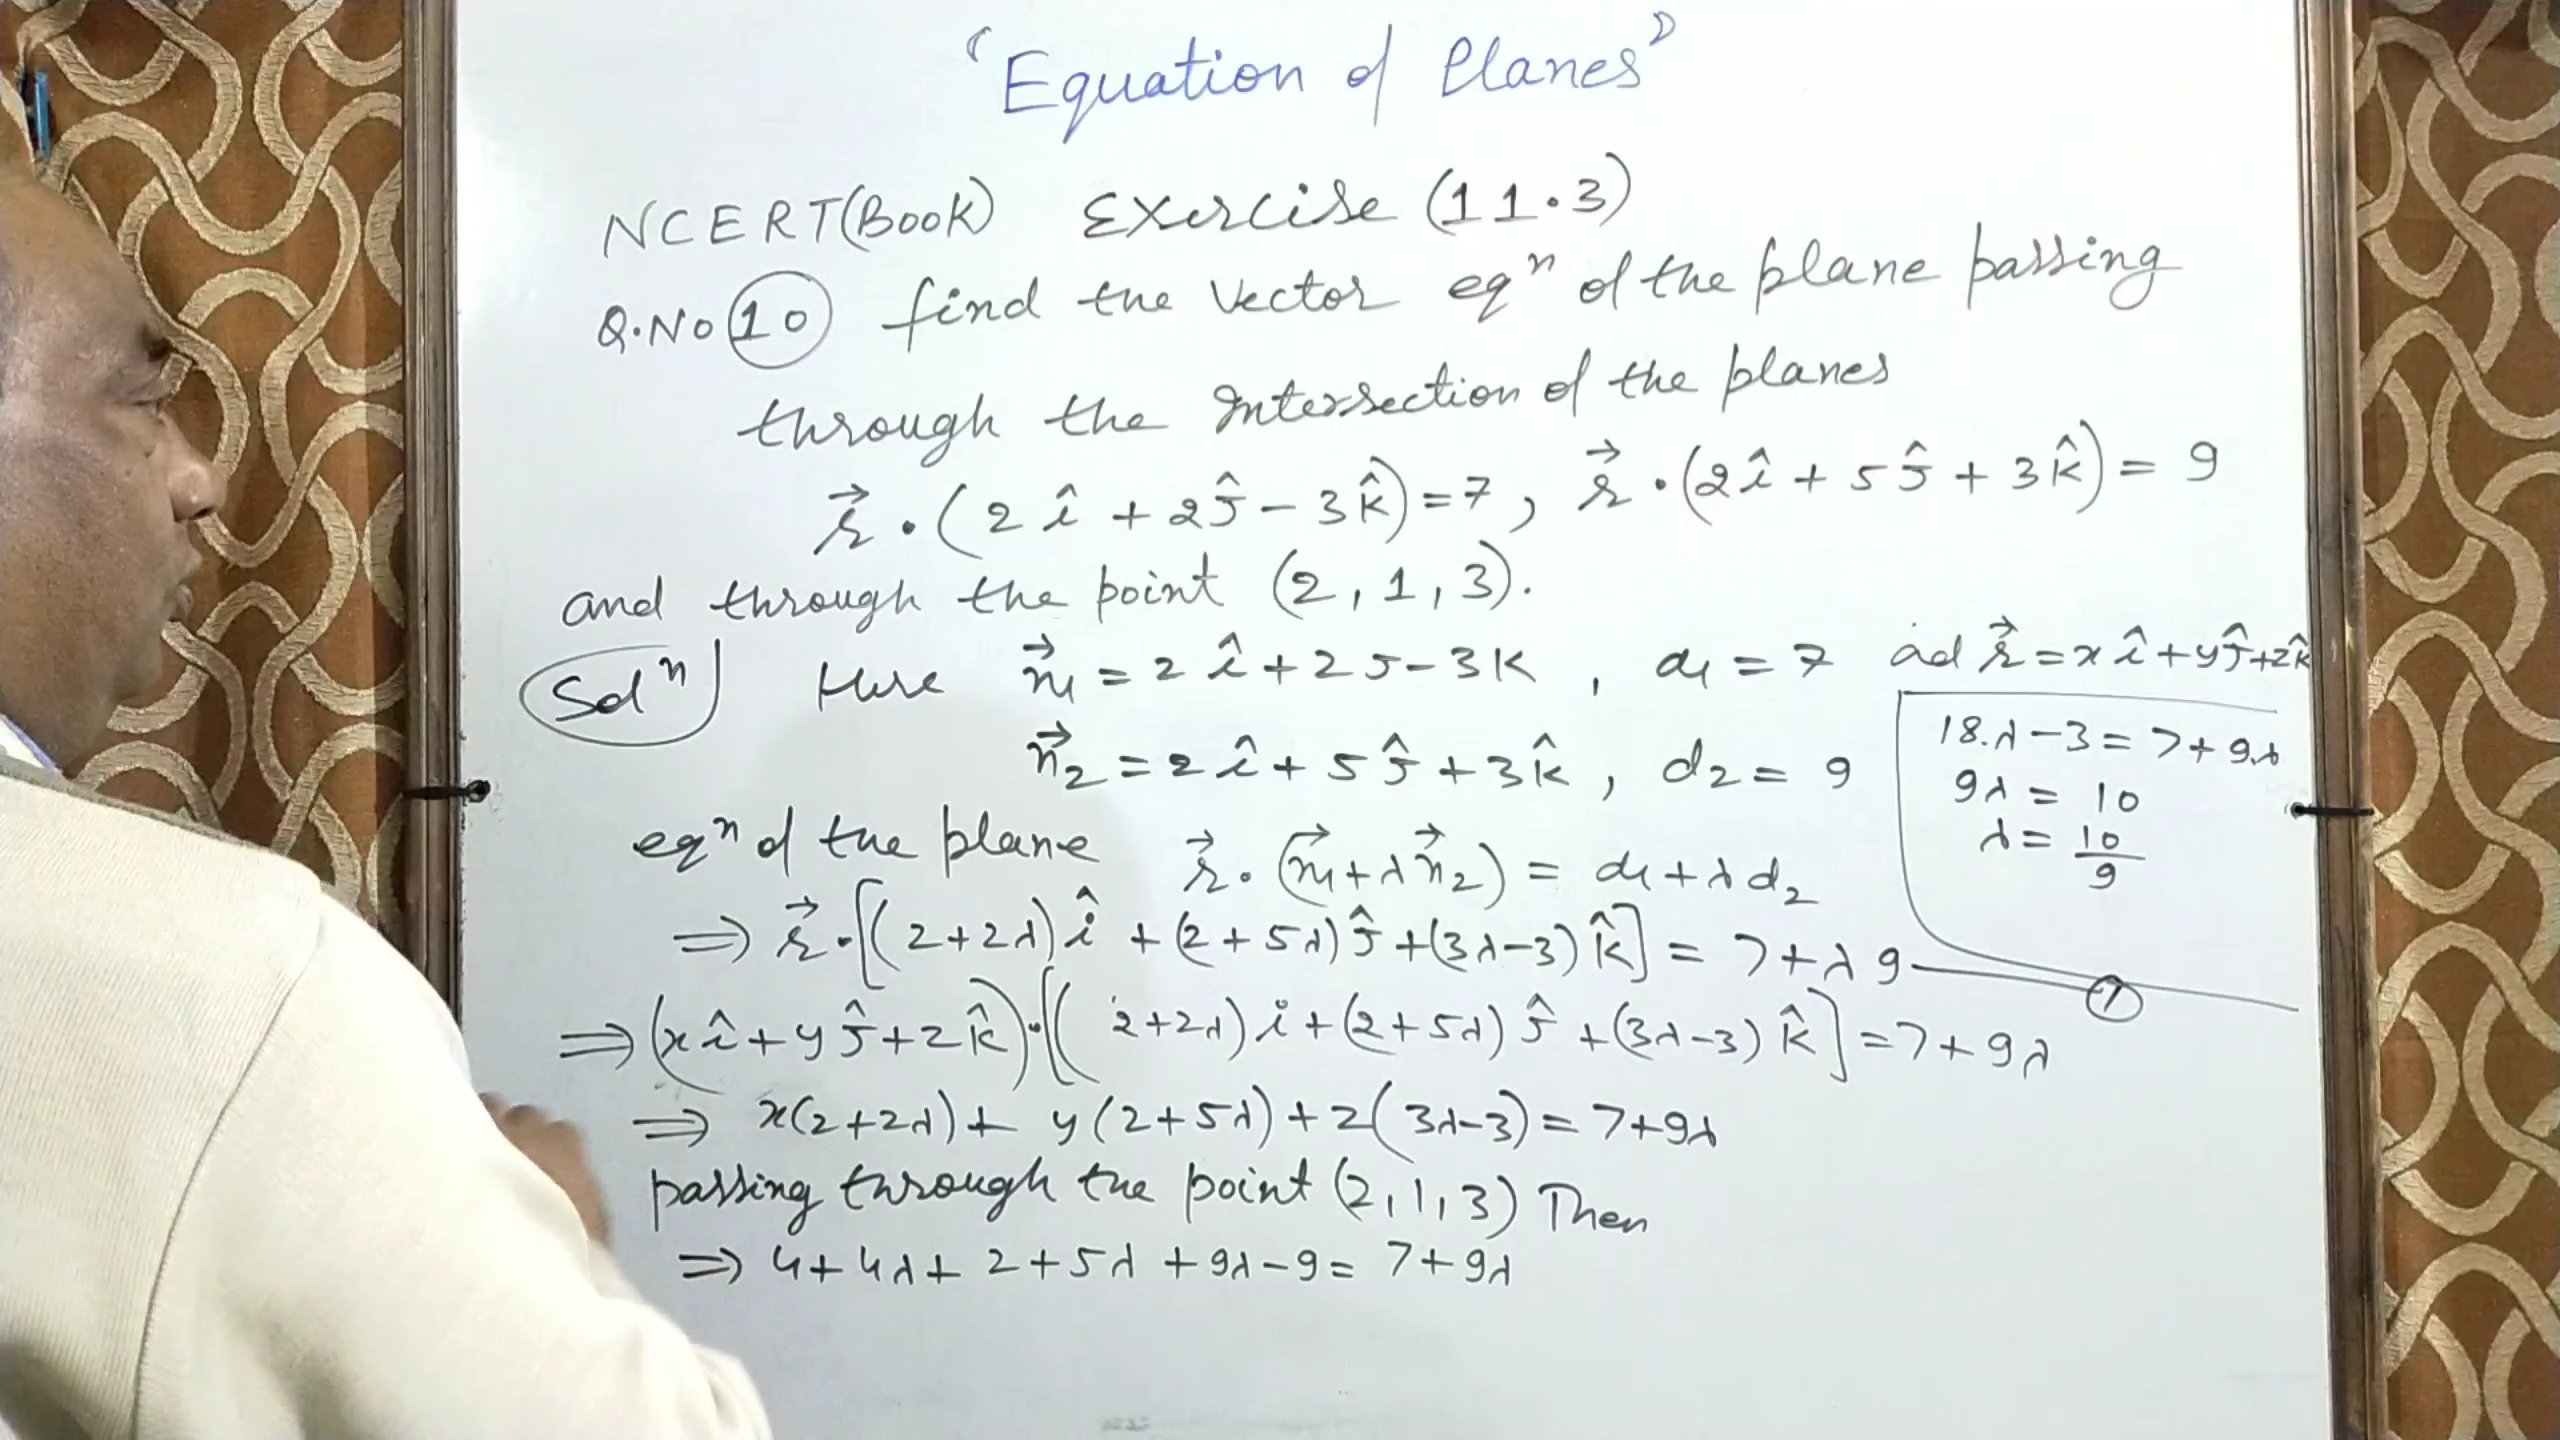 "Equation of Planes"
NCERT(Book) Exercise (11.3)
Q.No 10 find the Vector eqⁿ of the plane passing
through the Intersection of the planes
r⃗ . (2î + 2ĵ - 3k̂) = 7, r⃗ . (2î + 5ĵ + 3k̂) = 9
and through the point (2, 1, 3).
Solⁿ Here n⃗₁ = 2î + 2J - 3K, d₁ = 7 ad r⃗ = xî + yĵ + zk̂
n⃗₂ = 2î + 5ĵ + 3k̂, d₂ = 9
18.λ - 3 = 7 + 9λ
9λ = 10
λ = 10/9
eqⁿ of the plane r⃗ . (n⃗₁ + λn⃗₂) = d₁ + λd₂
⇒ r⃗ . [(2+2λ)î + (2+5λ)ĵ + (3λ-3)k̂] = 7 + λ 9 — ①
⇒ (xî + yĵ + zk̂) . [(2+2λ)i + (2+5λ)ĵ + (3λ-3)k̂] = 7 + 9λ
⇒ x(2+2λ) + y(2+5λ) + z(3λ-3) = 7+9λ
passing through the point (2,1,3) Then
⇒ 4+4λ + 2+5λ + 9λ-9 = 7+9λ